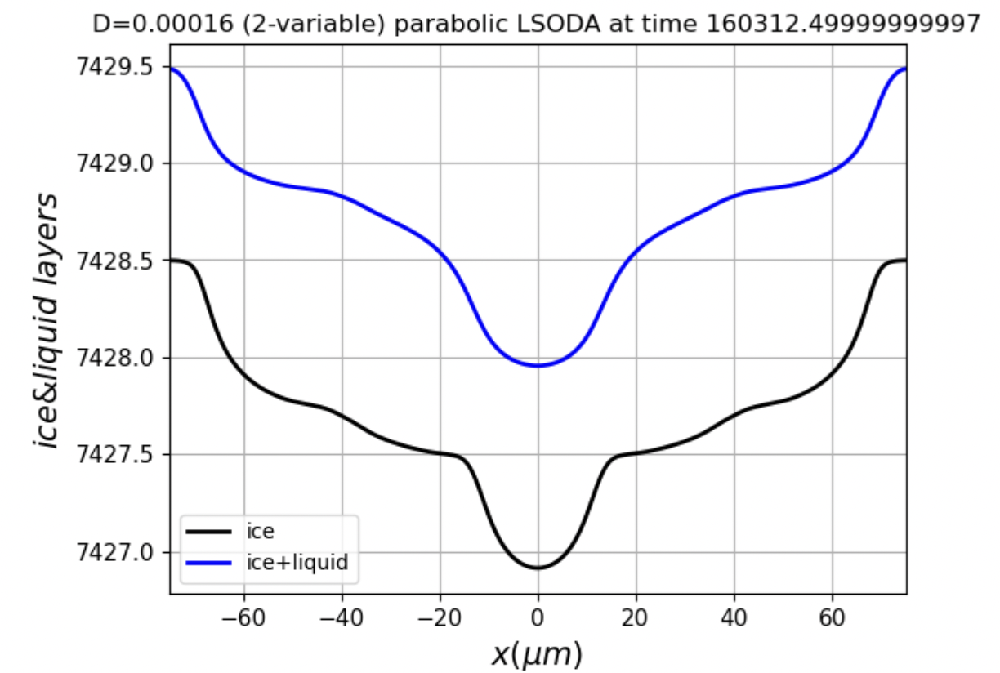 D=0.00016 (2-variable) parabolic LSODA at time 160312.49999999997
7429.5
7429.0
7428.5
7428.0
7427.5
7427.0
ice&liquid layers
ice
ice+liquid
−60 −40 −20 0 20 40 60
x(μm)